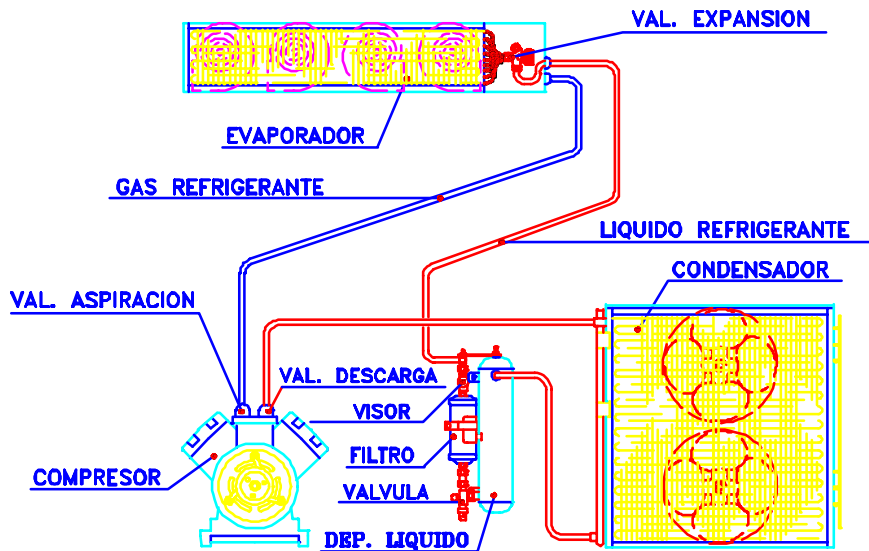 VAL. EXPANSION
EVAPORADOR
GAS REFRIGERANTE
LIQUIDO REFRIGERANTE
CONDENSADOR
VAL. ASPIRACION
VAL. DESCARGA
VISOR
FILTRO
COMPRESOR
VALVULA
DEP. LIQUIDO